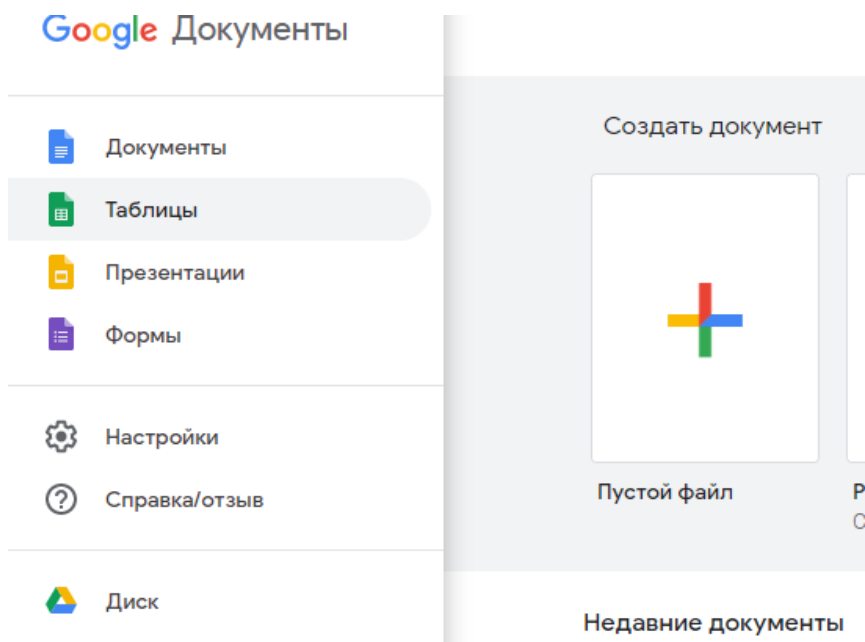 Google Документы
Документы
Таблицы
Презентации
Формы
Настройки
Справка/отзыв
Диск
Создать документ
Пустой файл
Недавние документы